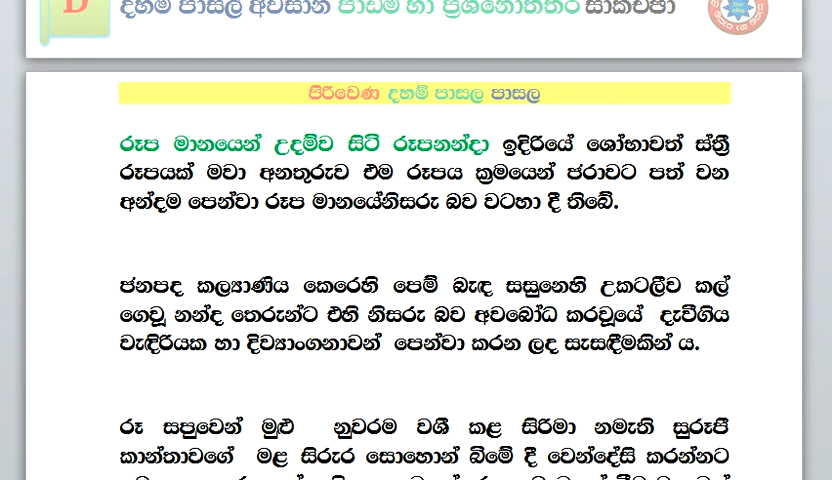 D
දහම් පාසල් අවසාන පාඩම් හා ප්‍රශ්නෝත්තර සාකච්ඡා
පිරිවෙණ දහම් පාසල පාසල
රූප මානයෙන් උදම්ව සිටි රූපනන්දා ඉදිරියේ ශෝභාවත් ස්ත්‍රී
රූපයක් මවා අනතුරුව එම රූපය ක්‍රමයෙන් ජරාවට පත් වන
අන්දම පෙන්වා රූප මානයේනිසරු බව වටහා දී තිබේ.
ජනපද කල්‍යාණිය කෙරෙහි පෙම් බැඳ සසුනෙහි උකටලීව කල්
ගෙවූ නන්ද තෙරුන්ට එහි නිසරු බව අවබෝධ කරවූයේ දැවීගිය
වැඳිරියක හා දිව්‍යාංගනාවන් පෙන්වා කරන ලද සැසඳීමකින් ය.
රූ සපුවෙන් මුළු නුවරම වශී කළ සිරිමා නමැති සුරූපී
කාන්තාවගේ මළ සිරුර සොහොන් බිමේ දී වෙන්දේසි කරන්නට